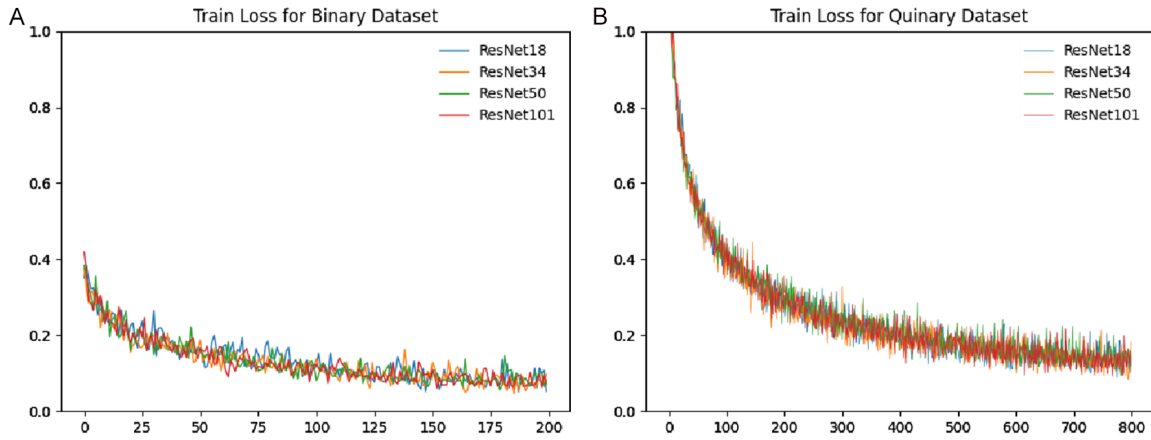 A
Train Loss for Binary Dataset
1.0
0.8
0.6
0.4
0.2
0.0
0 25 50 75 100 125 150 175 200
ResNet18
ResNet34
ResNet50
ResNet101
B
Train Loss for Quinary Dataset
1.0
0.8
0.6
0.4
0.2
0.0
0 100 200 300 400 500 600 700 800
ResNet18
ResNet34
ResNet50
ResNet101